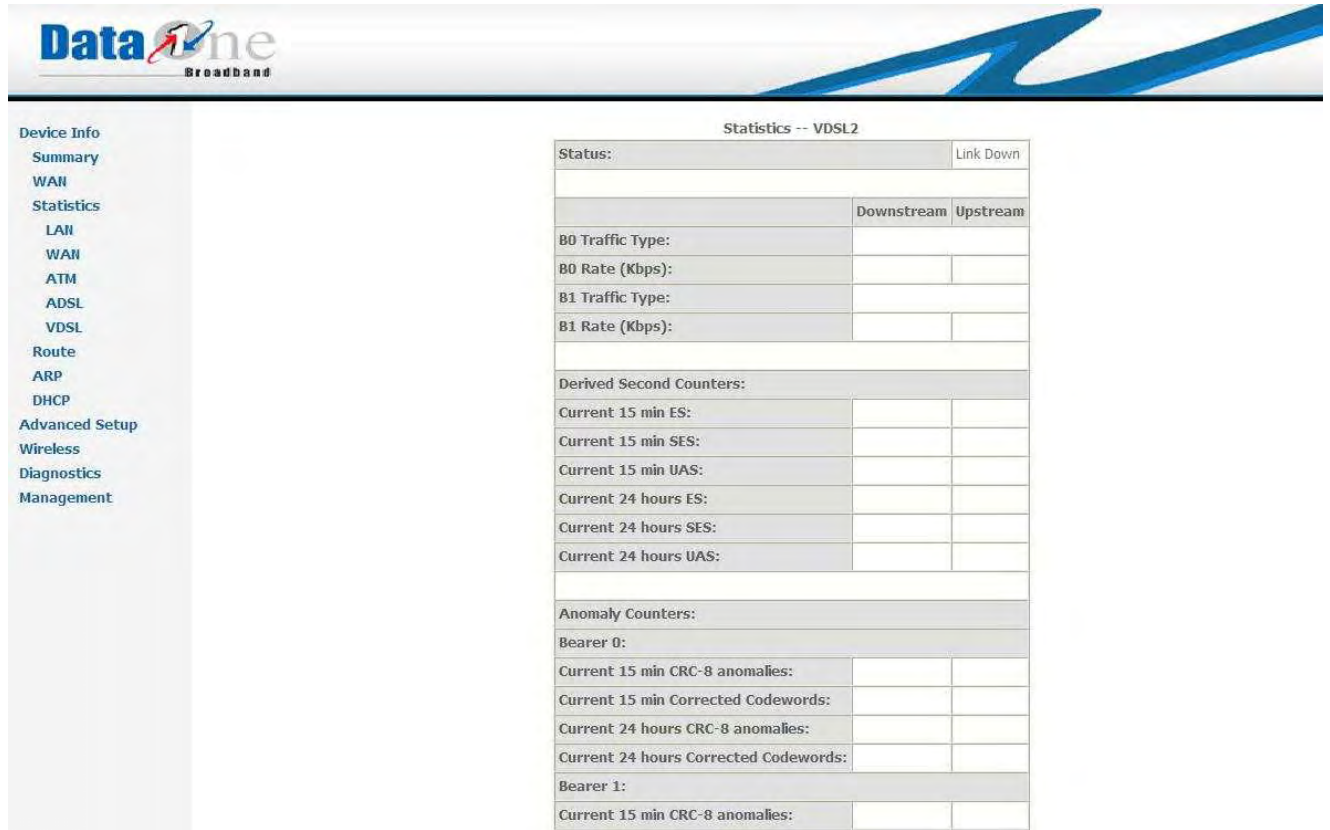 Data One
Broadband
Device Info
Summary
WAN
Statistics
LAN
WAN
ATM
ADSL
VDSL
Route
ARP
DHCP
Advanced Setup
Wireless
Diagnostics
Management
Statistics -- VDSL2
Status: Link Down
Downstream Upstream
B0 Traffic Type:
B0 Rate (Kbps):
B1 Traffic Type:
B1 Rate (Kbps):
Derived Second Counters:
Current 15 min ES:
Current 15 min SES:
Current 15 min UAS:
Current 24 hours ES:
Current 24 hours SES:
Current 24 hours UAS:
Anomaly Counters:
Bearer 0:
Current 15 min CRC-8 anomalies:
Current 15 min Corrected Codewords:
Current 24 hours CRC-8 anomalies:
Current 24 hours Corrected Codewords:
Bearer 1:
Current 15 min CRC-8 anomalies: